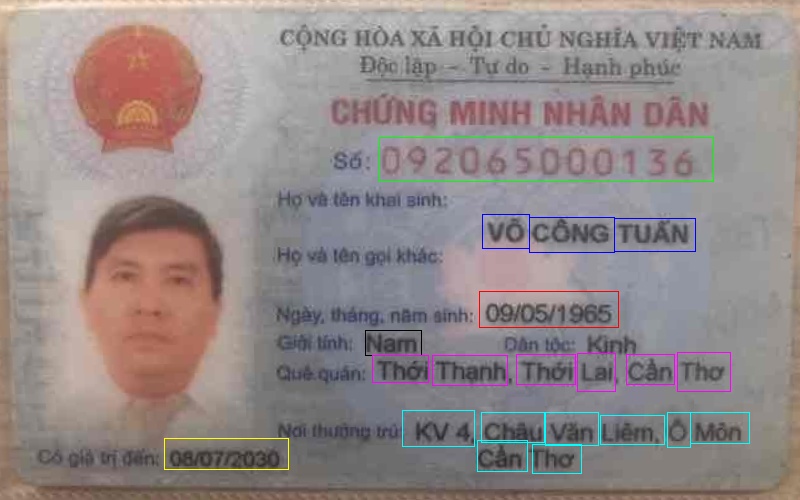 CỘNG HÒA XÃ HỘI CHỦ NGHĨA VIỆT NAM
Độc lập - Tự do - Hạnh phúc
CHỨNG MINH NHÂN DÂN
Số: 092065000136
Họ và tên khai sinh:
VÕ CÔNG TUẤN
Họ và tên gọi khác:
Ngày, tháng, năm sinh: 09/05/1965
Giới tính: Nam Dân tộc: Kinh
Quê quán: Thới Thạnh, Thới Lai, Cần Thơ
Nơi thường trú: KV 4, Châu Văn Liêm, Ô Môn
Cần Thơ
Có giá trị đến: 08/07/2030